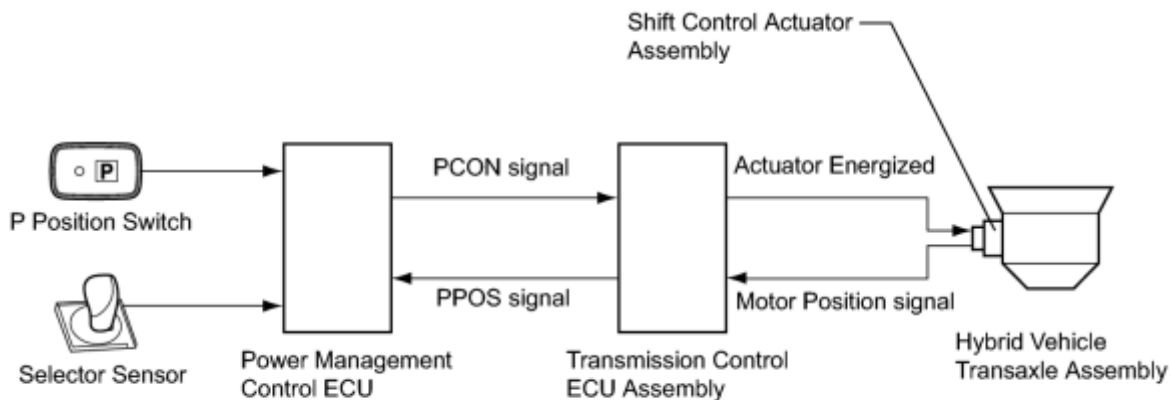 Shift Control Actuator
Assembly
P
P Position Switch
PCON signal
Actuator Energized
PPOS signal
Motor Position signal
Selector Sensor
Power Management
Control ECU
Transmission Control
ECU Assembly
Hybrid Vehicle
Transaxle Assembly